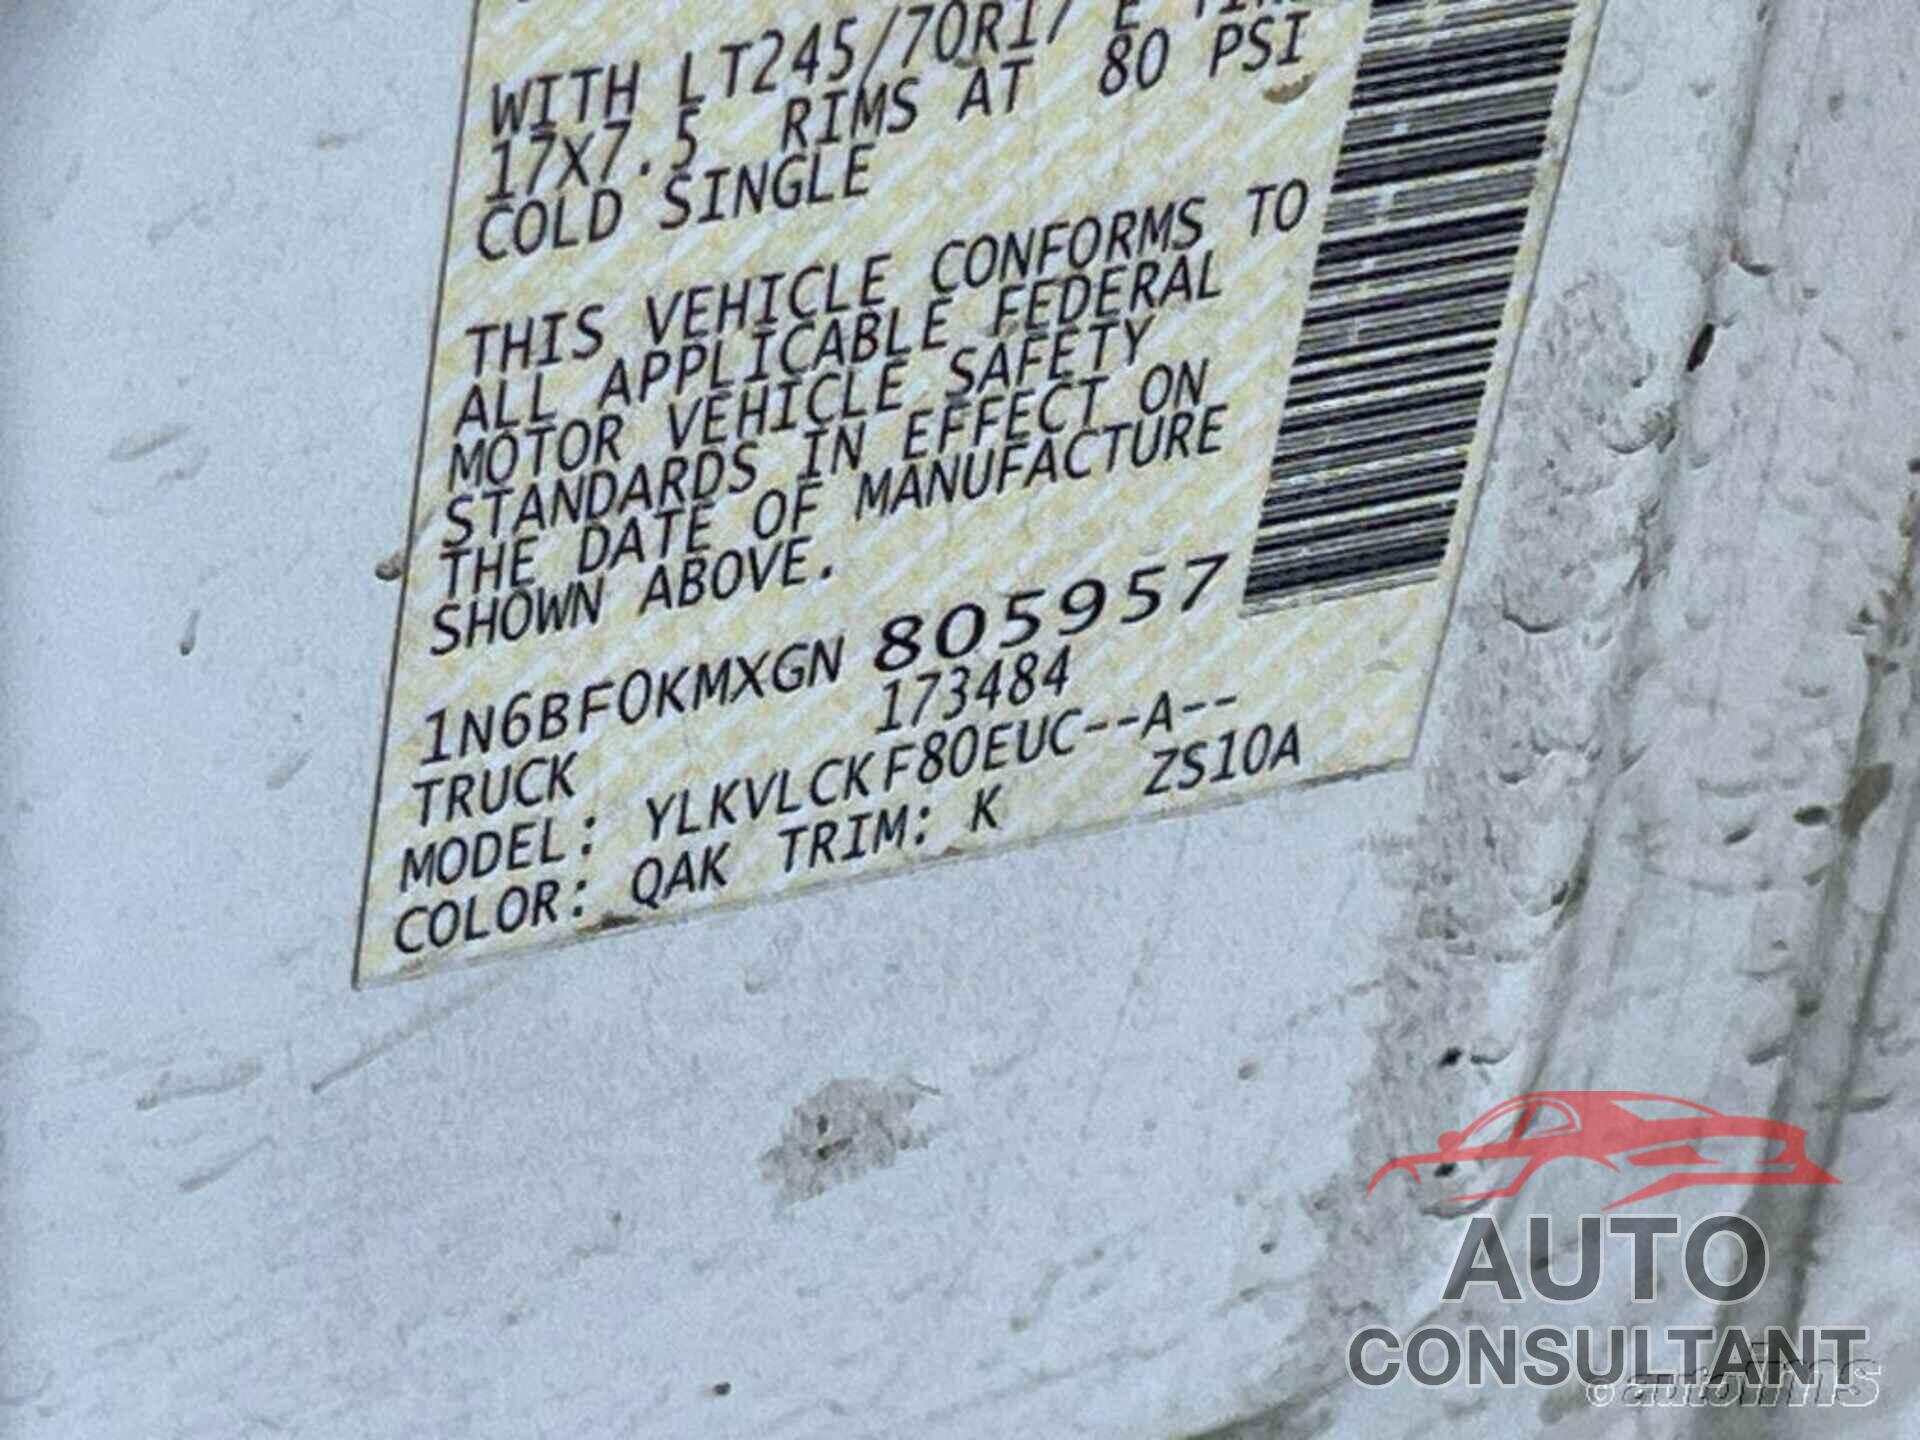 WITH LT245/70R17 E
17X7.5 RIMS AT 80 PSI
COLD SINGLE
THIS VEHICLE CONFORMS TO
ALL APPLICABLE FEDERAL
MOTOR VEHICLE SAFETY
STANDARDS IN EFFECT ON
THE DATE OF MANUFACTURE
SHOWN ABOVE.
1N6BF0KMXGN 805957
TRUCK 173484
MODEL: YLKVLCKF80EUC--A--
COLOR: QAK TRIM: K ZS10A
AUTO
CONSULTANT
© autoims